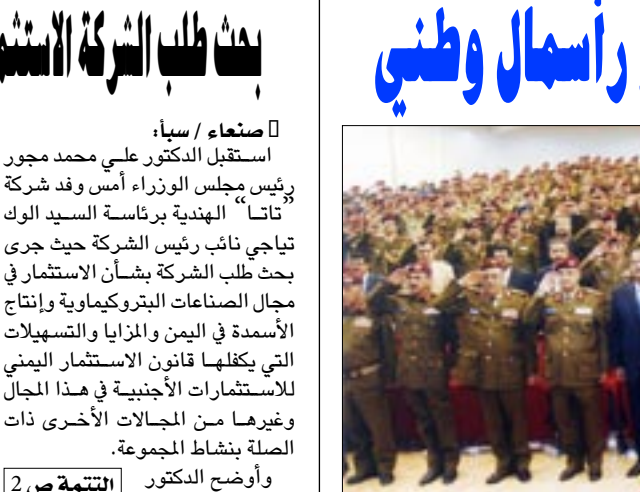 رأسمال وطني
بحث طلب الشركة
صنعاء / سبأ:
استقبل الدكتور علي محمد مجور
رئيس مجلس الوزراء أمس وفد شركة
”تاتا“ الهندية برئاسة السيد الوك
تياجي نائب رئيس الشركة حيث جرى
بحث طلب الشركة بشأن الاستثمار في
مجال الصناعات البتروكيماوية وإنتاج
الأسمدة في اليمن والمزايا والتسهيلات
التي يكفلها قانون الاستثمار اليمني
للاستثمارات الأجنبية في هذا المجال
وغيرها من المجالات الأخرى ذات
الصلة بنشاط المجموعة.
وأوضح الدكتور
التتمة ص 2